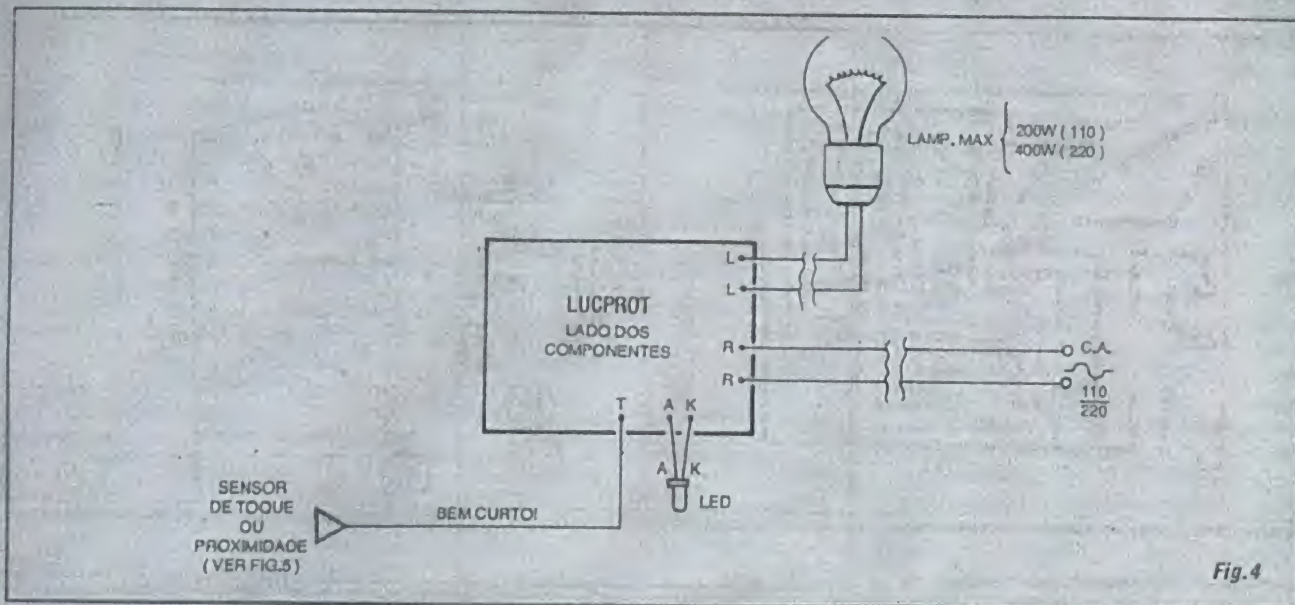 LAMP. MAX
200W ( 110 )
400W ( 220 )
L
L
LUCPROT
LADO DOS
COMPONENTES
R
C.A.
R
110
220
T
A
K
A
K
LED
SENSOR
DE TOQUE
OU
PROXIMIDADE
( VER FIG.5 )
BEM CURTO!
Fig.4